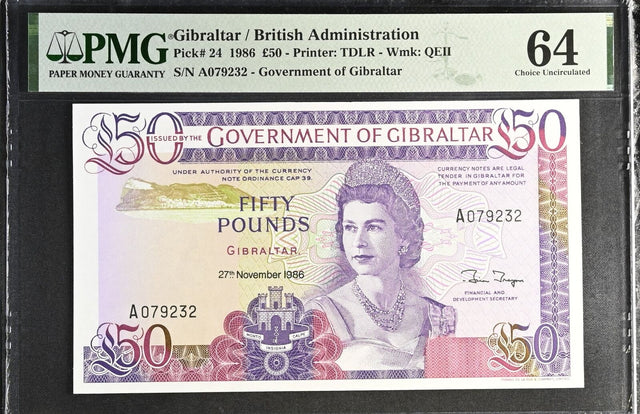 PMG®
PAPER MONEY GUARANTY
Gibraltar / British Administration
Pick# 24 1986 £50 - Printer: TDLR - Wmk: QEII
S/N A079232 - Government of Gibraltar
64
Choice Uncirculated
£50 ISSUED BY THE GOVERNMENT OF GIBRALTAR £50
UNDER AUTHORITY OF THE CURRENCY
NOTE ORDINANCE CAP 39.
CURRENCY NOTES ARE LEGAL
TENDER IN GIBRALTAR FOR
THE PAYMENT OF ANY AMOUNT
FIFTY
POUNDS
GIBRALTAR.
27th November 1986
A079232
A079232
FINANCIAL AND
DEVELOPMENT SECRETARY
MONTIS CALPE
INSIGNIA
£50
£50